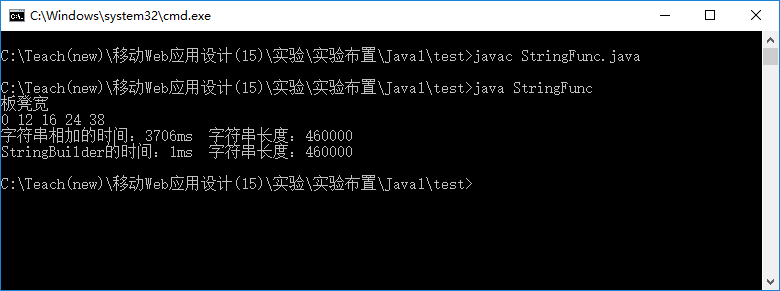 C:\Windows\system32\cmd.exe
C:\Teach(new)\移动Web应用设计(15)\实验\实验布置\Java1\test>javac StringFunc.java
C:\Teach(new)\移动Web应用设计(15)\实验\实验布置\Java1\test>java StringFunc
板凳宽
0 12 16 24 38
字符串相加的时间：3706ms  字符串长度：460000
StringBuilder的时间：1ms  字符串长度：460000
C:\Teach(new)\移动Web应用设计(15)\实验\实验布置\Java1\test>